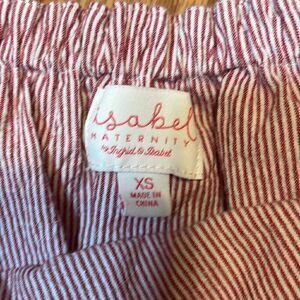 isabel
MATERNITY
by Ingrid & Isabel
XS
MADE IN
CHINA